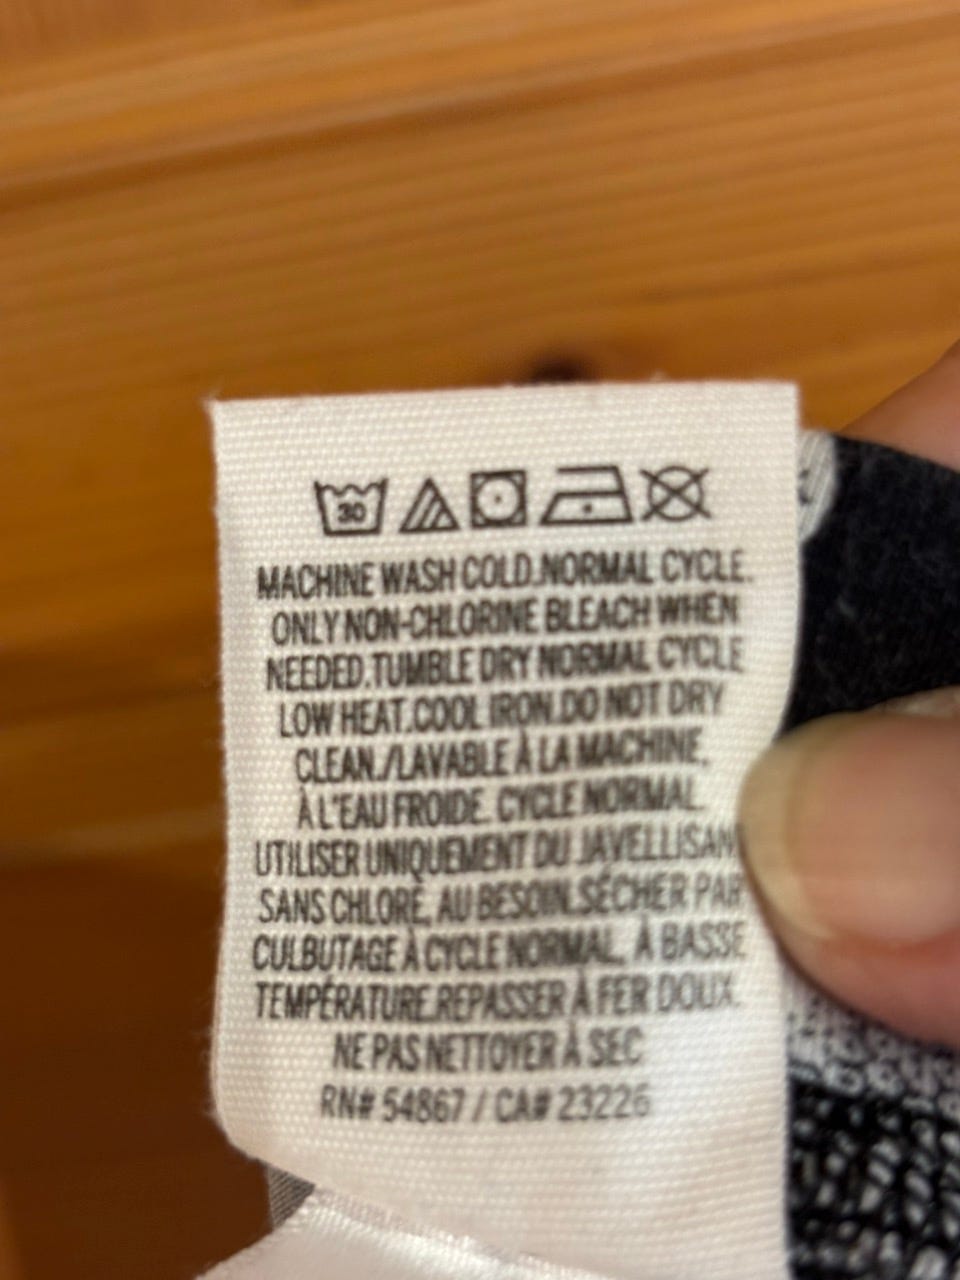 30
MACHINE WASH COLD.NORMAL CYCLE.
ONLY NON-CHLORINE BLEACH WHEN
NEEDED.TUMBLE DRY NORMAL CYCLE
LOW HEAT.COOL IRON.DO NOT DRY
CLEAN./LAVABLE À LA MACHINE,
À L'EAU FROIDE. CYCLE NORMAL.
UTILISER UNIQUEMENT DU JAVELLISAN
SANS CHLORE, AU BESOIN.SÉCHER PAR
CULBUTAGE À CYCLE NORMAL, À BASSE
TEMPÉRATURE.REPASSER À FER DOUX.
NE PAS NETTOYER À SEC
RN# 54867 / CA# 23226